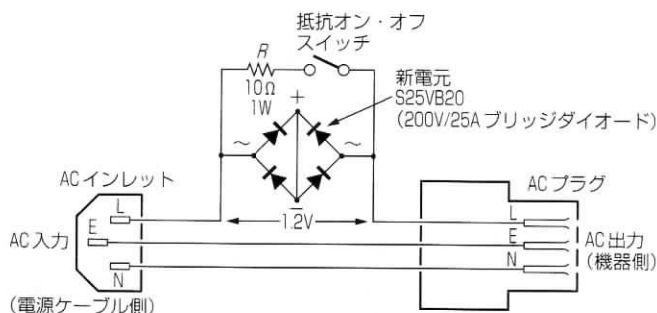 抵抗オン・オフ
スイッチ
R
10Ω
1W
新電元
S25VB20
(200V/25Aブリッジダイオード)
+
~
~
−
1.2V
ACインレット
L
E
N
AC入力
(電源ケーブル側)
ACプラグ
L
E
N
AC出力
(機器側)